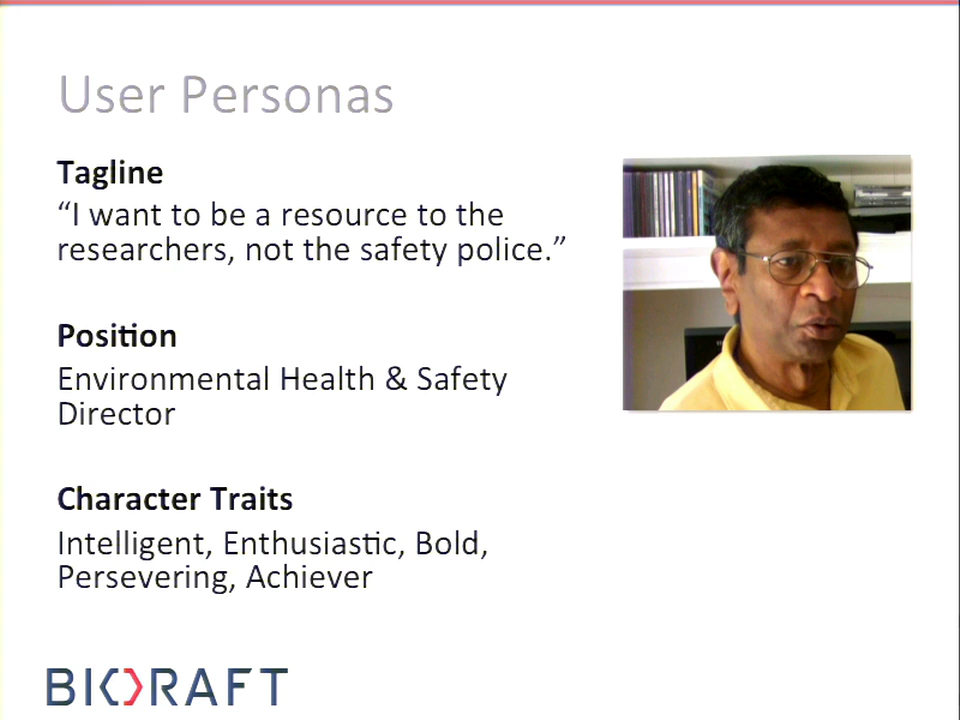 User Personas
Tagline
“I want to be a resource to the
researchers, not the safety police.”
Position
Environmental Health & Safety
Director
Character Traits
Intelligent, Enthusiastic, Bold,
Persevering, Achiever
BIORAFT